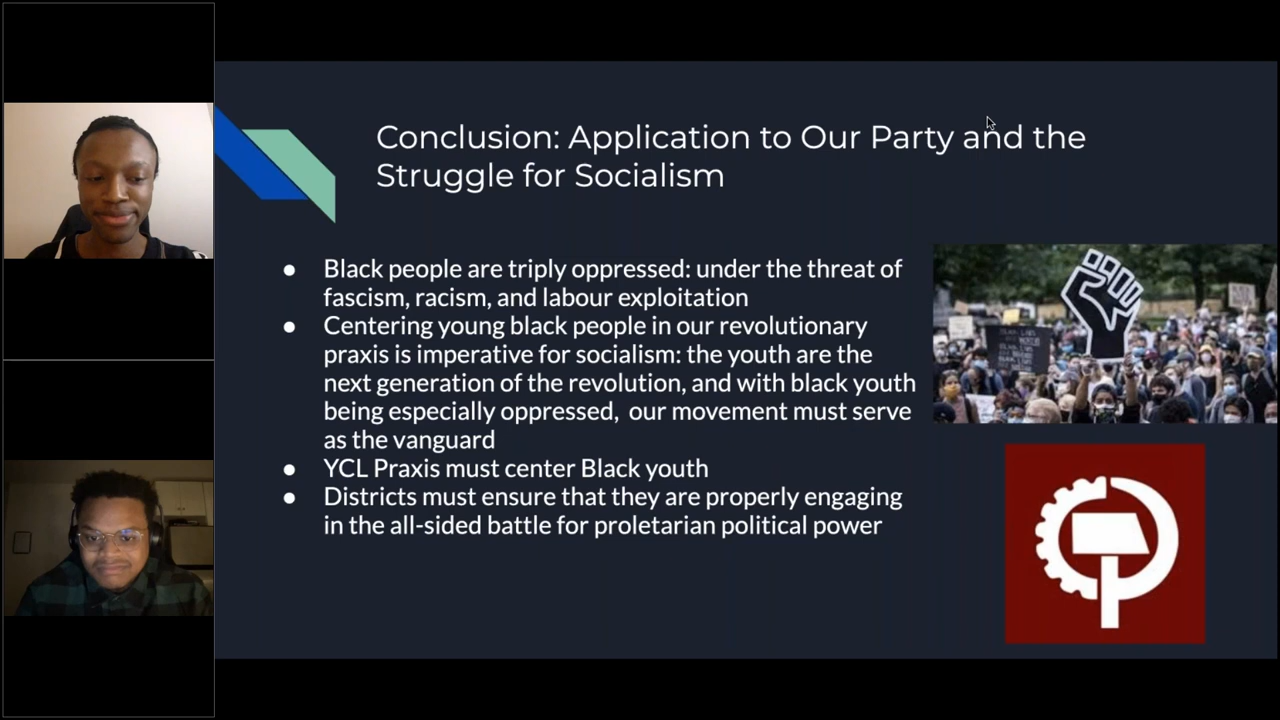 Conclusion: Application to Our Party and the
Struggle for Socialism
● Black people are triply oppressed: under the threat of
fascism, racism, and labour exploitation
● Centering young black people in our revolutionary
praxis is imperative for socialism: the youth are the
next generation of the revolution, and with black youth
being especially oppressed, our movement must serve
as the vanguard
● YCL Praxis must center Black youth
● Districts must ensure that they are properly engaging
in the all-sided battle for proletarian political power